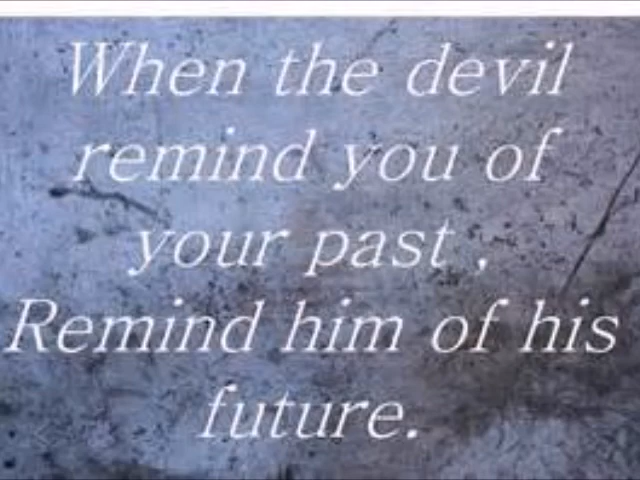 When the devil
remind you of
your past ,
Remind him of his
future.